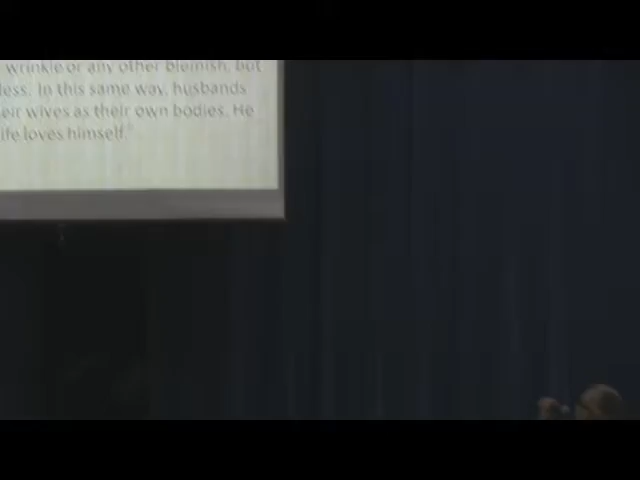 wrinkle or any other blemish, but
less. In this same way, husbands
eir wives as their own bodies. He
ife loves himself."